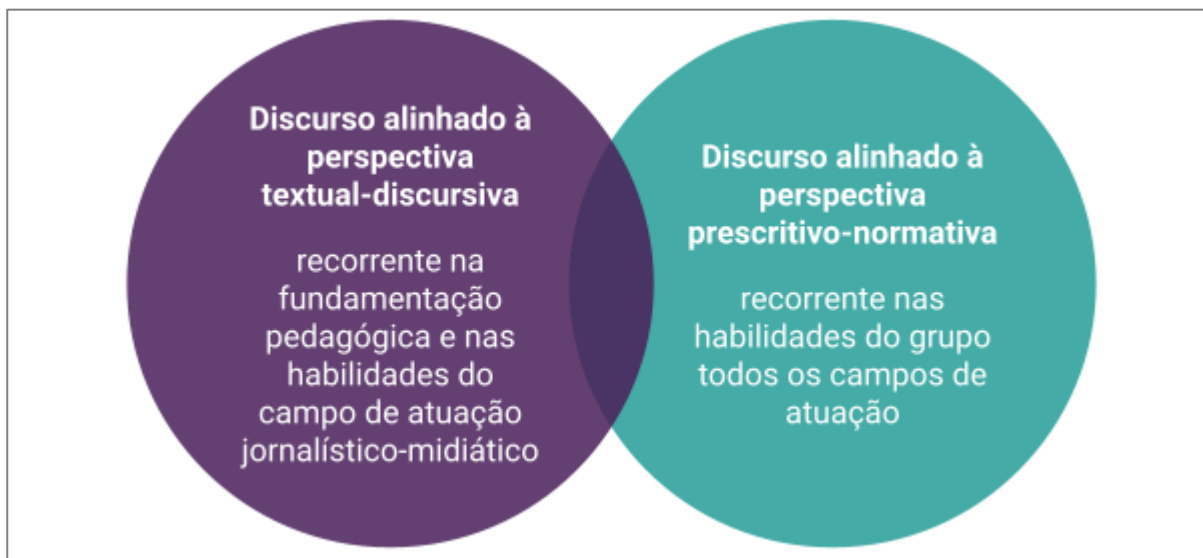 Discurso alinhado à
perspectiva
textual-discursiva
recorrente na
fundamentação
pedagógica e nas
habilidades do
campo de atuação
jornalístico-midiático
Discurso alinhado à
perspectiva
prescritivo-normativa
recorrente nas
habilidades do grupo
todos os campos de
atuação